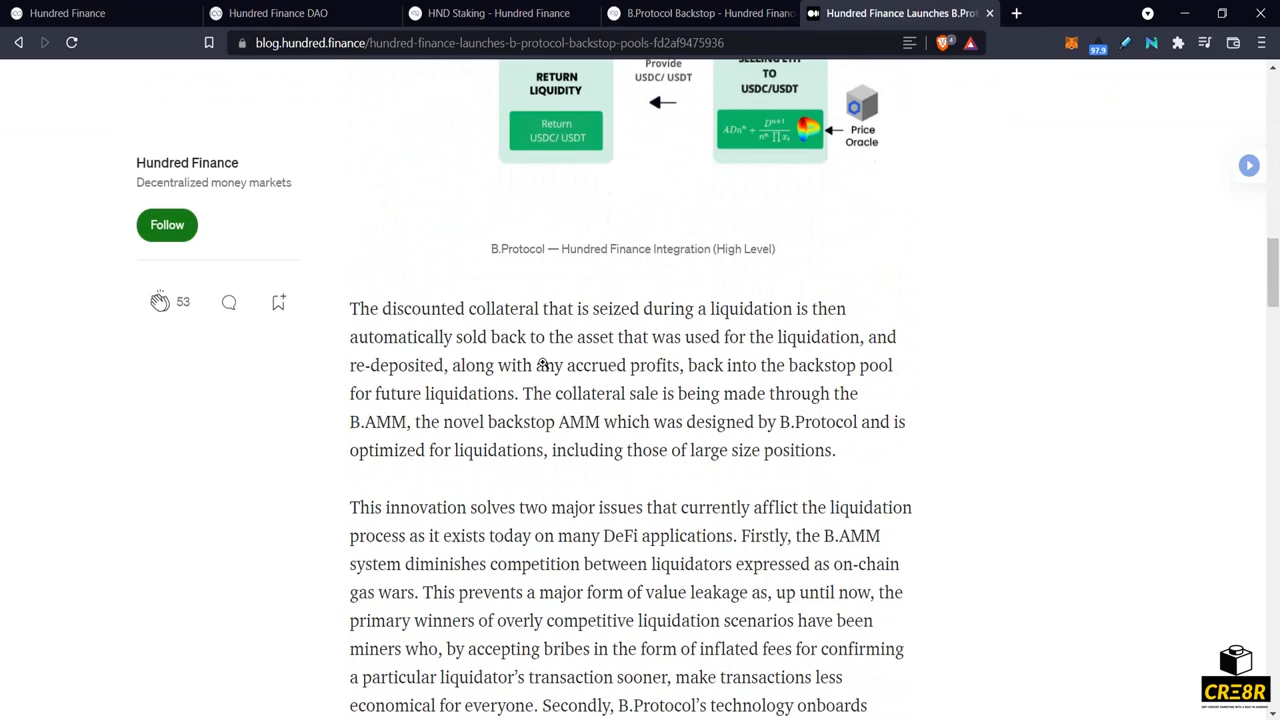 Hundred Finance
Hundred Finance DAO
HND Staking - Hundred Finance
B.Protocol Backstop - Hundred Financ
Hundred Finance Launches B.Prot
blog.hundred.finance/hundred-finance-launches-b-protocol-backstop-pools-fd2af9475936
4
97.9
RETURN
LIQUIDITY
Return
USDC/ USDT
Provide
USDC/ USDT
TO
USDC/USDT
Price
Oracle
B.Protocol — Hundred Finance Integration (High Level)
Hundred Finance
Decentralized money markets
Follow
53
The discounted collateral that is seized during a liquidation is then
automatically sold back to the asset that was used for the liquidation, and
re-deposited, along with any accrued profits, back into the backstop pool
for future liquidations. The collateral sale is being made through the
B.AMM, the novel backstop AMM which was designed by B.Protocol and is
optimized for liquidations, including those of large size positions.
This innovation solves two major issues that currently afflict the liquidation
process as it exists today on many DeFi applications. Firstly, the B.AMM
system diminishes competition between liquidators expressed as on-chain
gas wars. This prevents a major form of value leakage as, up until now, the
primary winners of overly competitive liquidation scenarios have been
miners who, by accepting bribes in the form of inflated fees for confirming
a particular liquidator's transaction sooner, make transactions less
economical for everyone. Secondly, B.Protocol's technology onboards
CRE8R